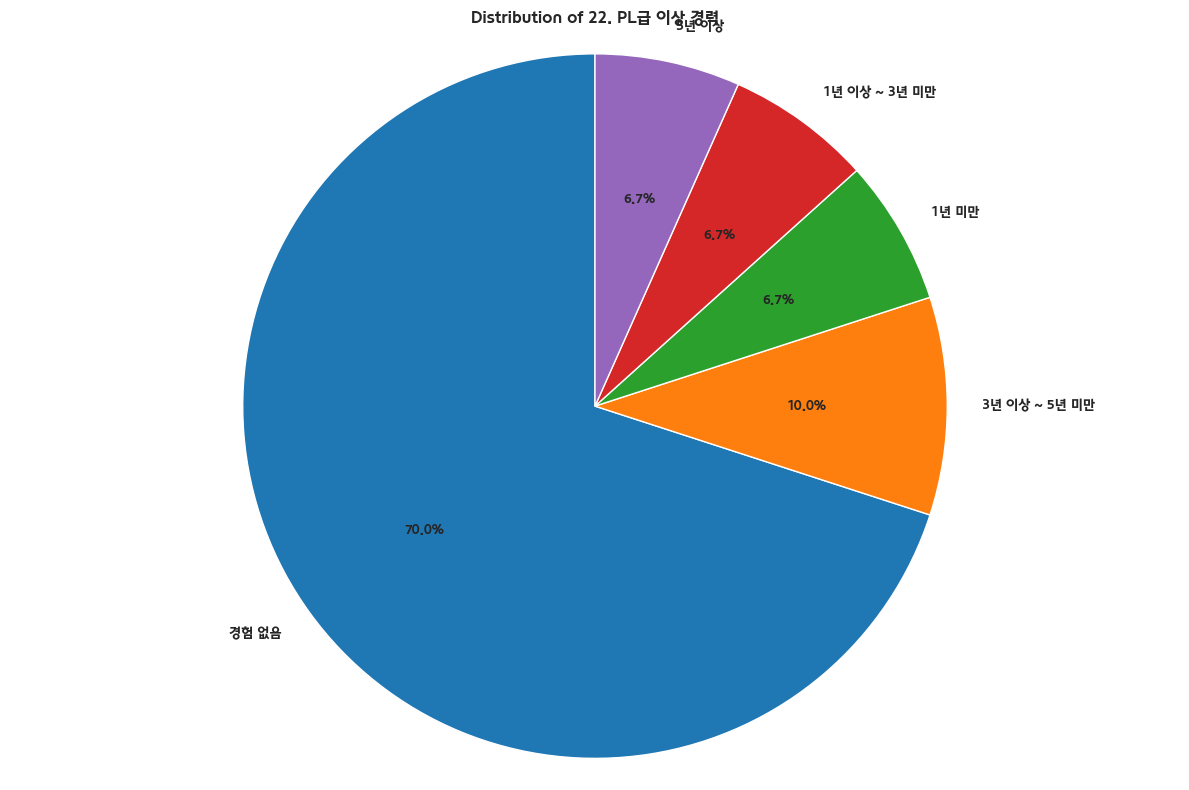 Distribution of 22. PL급 이상 경력
5년 이상
1년 이상 ~ 3년 미만
6.7%
1년 미만
6.7%
6.7%
3년 이상 ~ 5년 미만
10.0%
70.0%
경험 없음